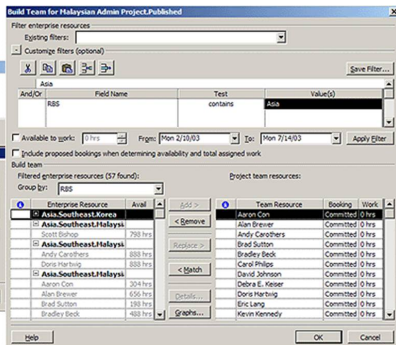 Build Team for Malaysian Admin Project.Published
Filter enterprise resources
Existing filters:
Customize filters (optional)
Save Filter...
Asia
And/Or Field Name Test Value(s)
RBS contains Asia
Available to work: 0 hrs From: Mon 2/10/03 To: Mon 7/14/03 Apply Filter
Include proposed bookings when determining availability and total assigned work
Build team
Filtered enterprise resources (57 found): Project team resources:
Group by: RBS
Enterprise Resource Avail
Asia.Southeast.Korea
Asia.Southeast.Malaysi
Scott Bishop 798 hrs
Asia.Southeast.Malaysi
Andy Carothers 888 hrs
Doris Hartwig 888 hrs
Asia.Southeast.Malaysi
Aaron Con 304 hrs
Alan Brewer 656 hrs
Brad Sutton 198 hrs
Bradley Beck 488 hrs
Add >
< Remove
Replace >
< Match
Details...
Graphs...
Team Resource Booking Work
Aaron Con Committed 0 hrs
Alan Brewer Committed 0 hrs
Andy Carothers Committed 0 hrs
Brad Sutton Committed 0 hrs
Bradley Beck Committed 0 hrs
Carol Philips Committed 0 hrs
David Johnson Committed 0 hrs
Debra E. Keiser Committed 0 hrs
Doris Hartwig Committed 0 hrs
Eric Lang Committed 0 hrs
Kevin Kennedy Committed 0 hrs
Help OK Cancel